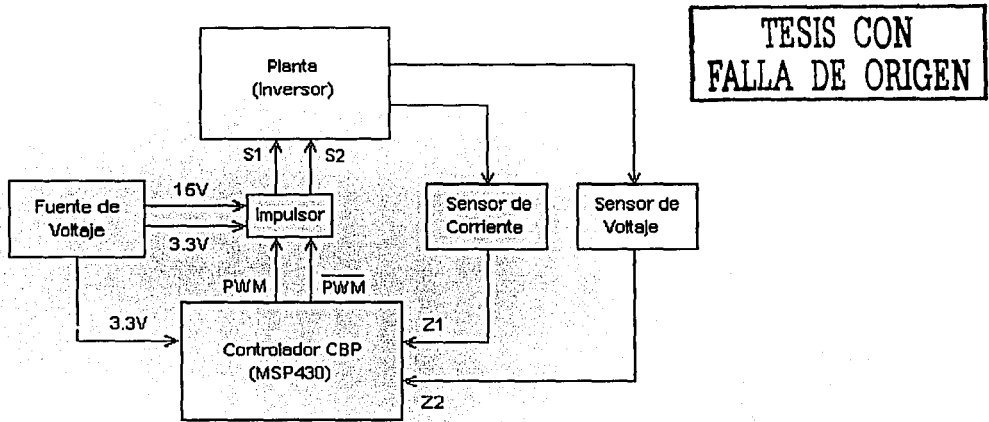 TESIS CON
FALLA DE ORIGEN
Planta
(Inversor)
S1
S2
16V
Fuente de
Voltaje
Impulsor
Sensor de
Corriente
Sensor de
Voltaje
3.3V
PWM
PWM
3.3V
Z1
Controlador CBP
(MSP430)
Z2